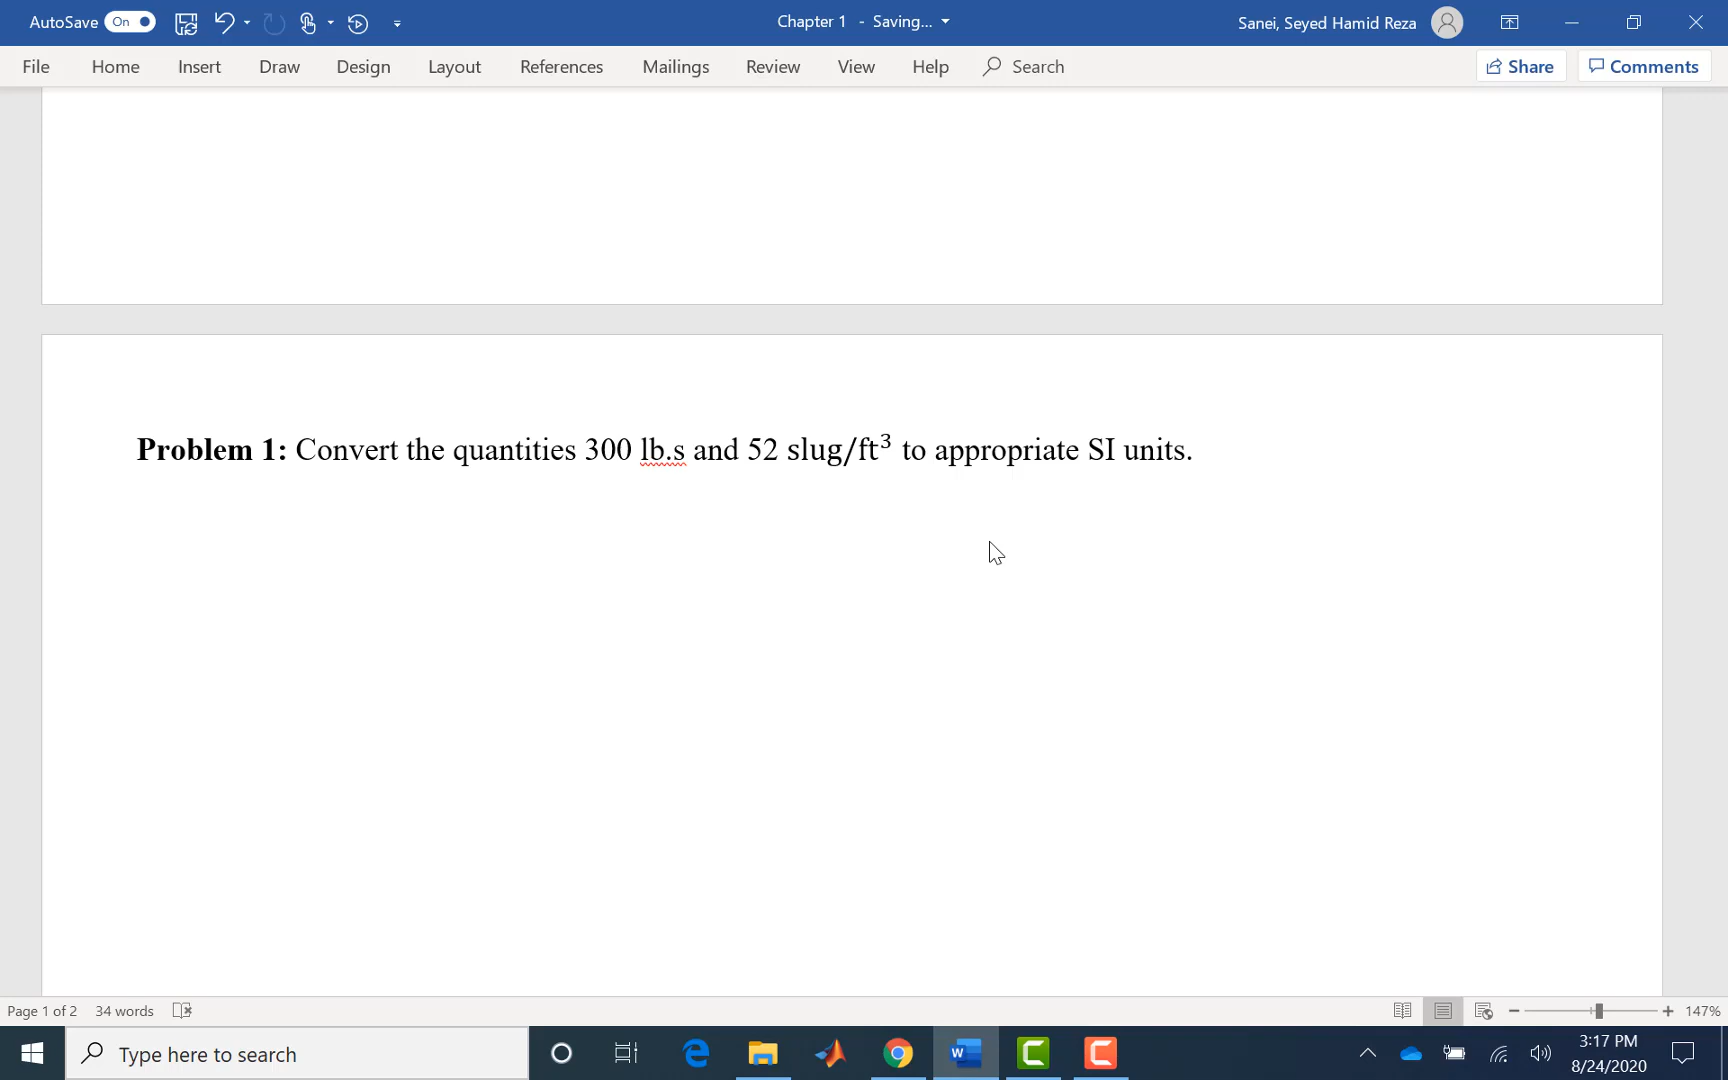 AutoSave On Chapter 1 - Saving... Sanei, Seyed Hamid Reza
File Home Insert Draw Design Layout References Mailings Review View Help Search Share Comments
Problem 1: Convert the quantities 300 lb.s and 52 slug/ft³ to appropriate SI units.
Page 1 of 2 34 words 147%
Type here to search 3:17 PM
8/24/2020